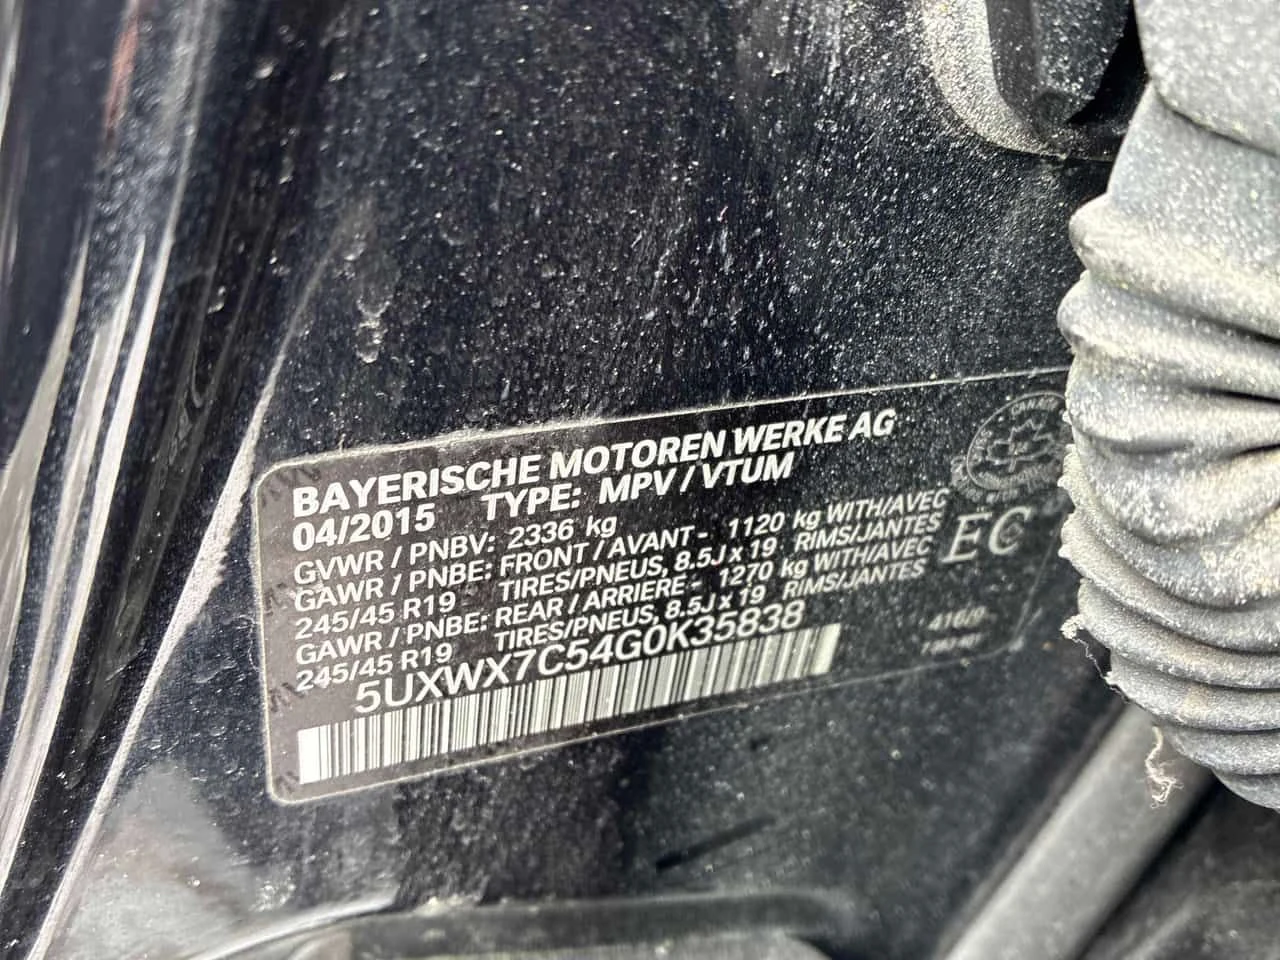 BAYERISCHE MOTOREN WERKE AG
04/2015 TYPE: MPV / VTUM
GVWR / PNBV: 2336 kg
GAWR / PNBE: FRONT / AVANT - 1120 kg WITH/AVEC
245/45 R19 - TIRES/PNEUS, 8.5J x 19 RIMS/JANTES
GAWR / PNBE: REAR / ARRIERE - 1270 kg WITH/AVEC
245/45 R19 TIRES/PNEUS, 8.5J x 19 RIMS/JANTES
5UXWX7C54G0K35838
EC